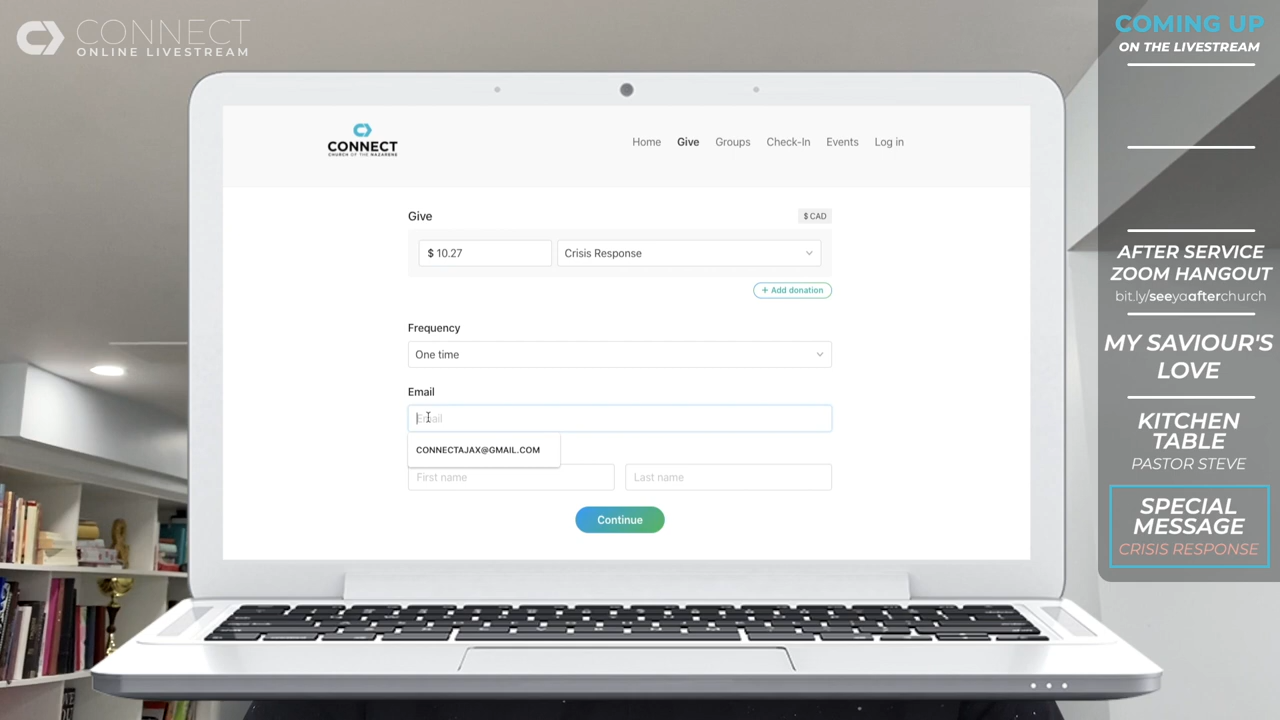 CONNECT
ONLINE LIVESTREAM
COMING UP
ON THE LIVESTREAM
AFTER SERVICE
ZOOM HANGOUT
bit.ly/seeyaafterchurch
MY SAVIOUR'S
LOVE
KITCHEN
TABLE
PASTOR STEVE
SPECIAL
MESSAGE
CRISIS RESPONSE
CONNECT
CHURCH OF THE NAZARENE
Home Give Groups Check-In Events Log in
Give $ CAD
$ 10.27 Crisis Response
+ Add donation
Frequency
One time
Email
Email
CONNECTAJAX@GMAIL.COM
First name Last name
Continue